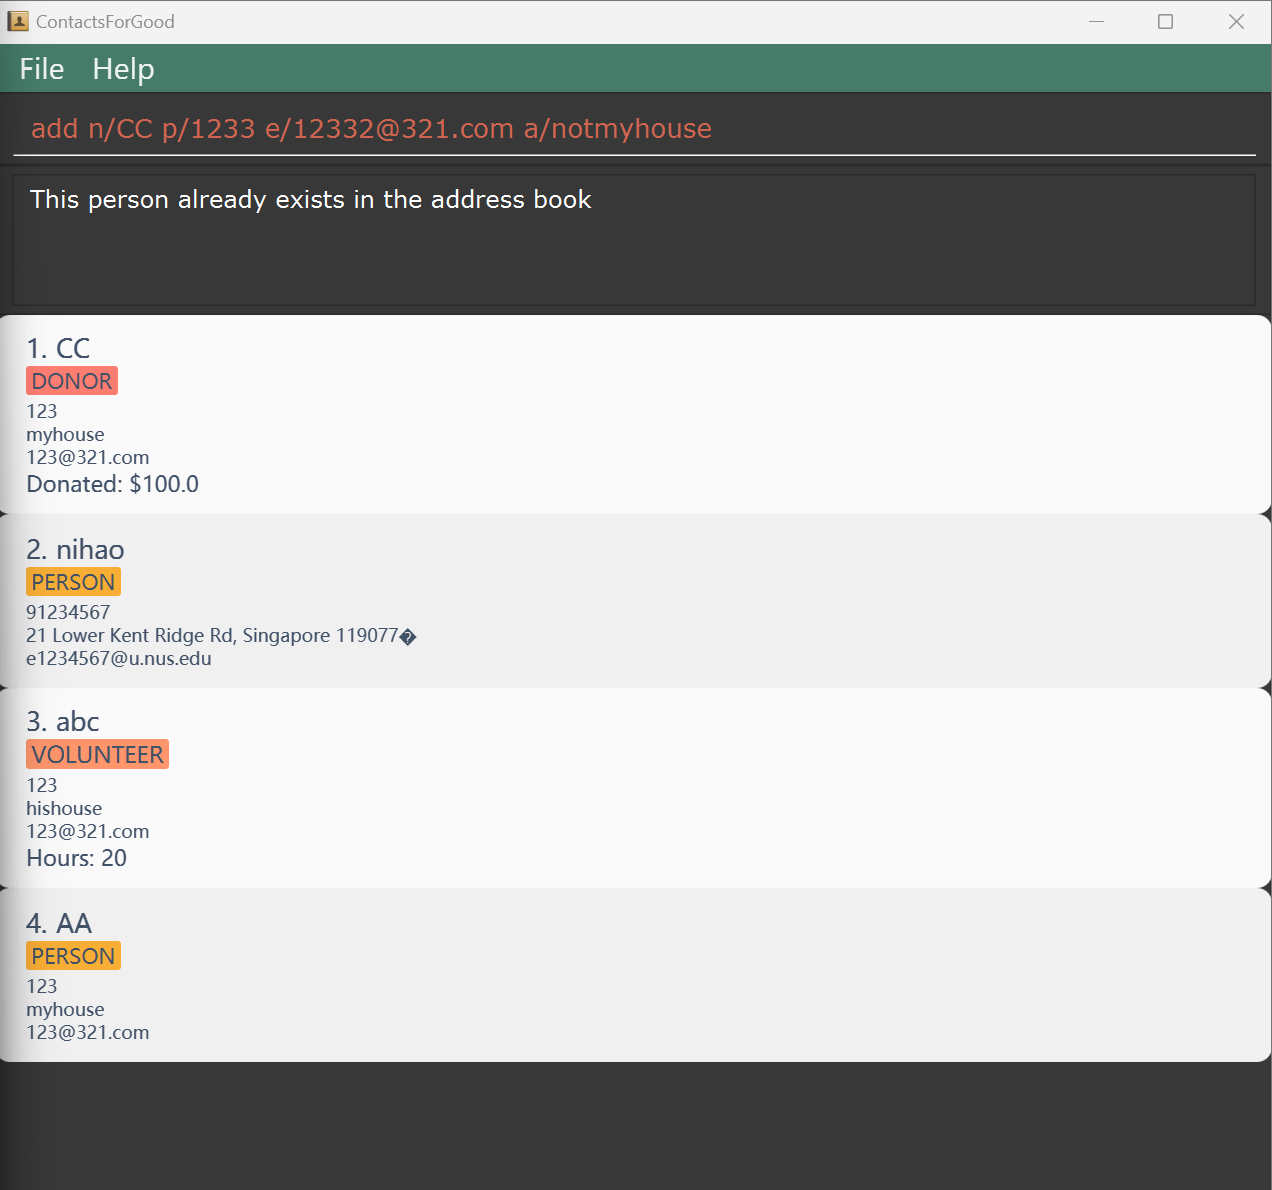 ContactsForGood
File Help
add n/CC p/1233 e/12332@321.com a/notmyhouse
This person already exists in the address book
1. CC
DONOR
123
myhouse
123@321.com
Donated: $100.0
2. nihao
PERSON
91234567
21 Lower Kent Ridge Rd, Singapore 119077�
e1234567@u.nus.edu
3. abc
VOLUNTEER
123
hishouse
123@321.com
Hours: 20
4. AA
PERSON
123
myhouse
123@321.com